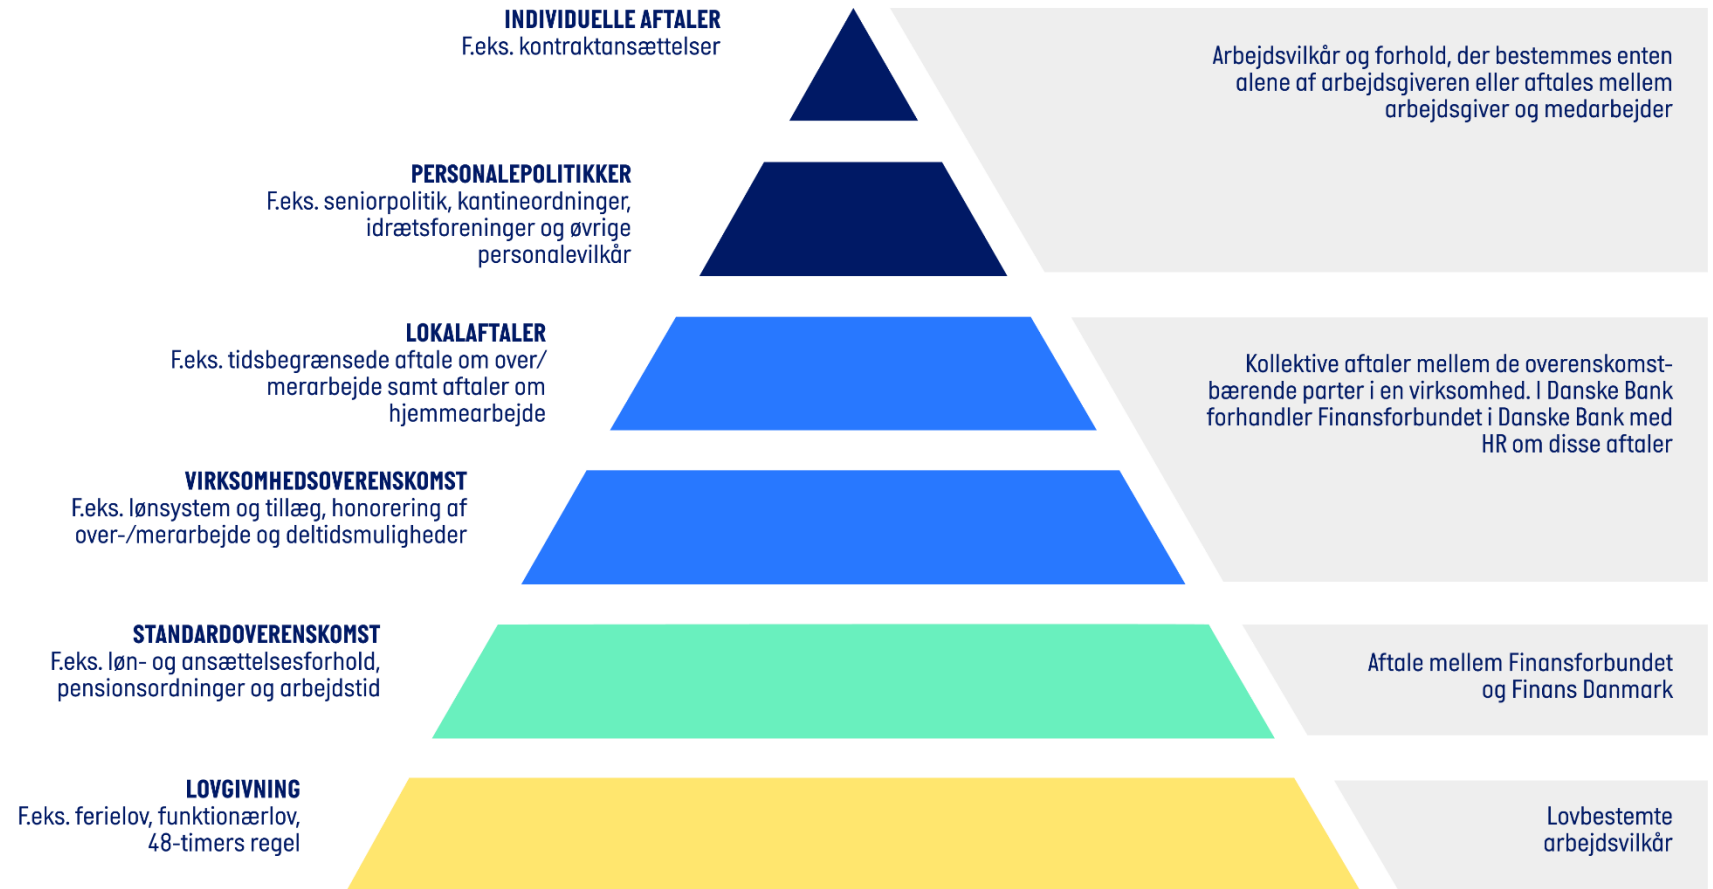 INDIVIDUELLE AFTALER
F.eks. kontraktansættelser
Arbejdsvilkår og forhold, der bestemmes enten
alene af arbejdsgiveren eller aftales mellem
arbejdsgiver og medarbejder
PERSONALEPOLITIKKER
F.eks. seniorpolitik, kantineordninger,
idrætsforeninger og øvrige
personalevilkår
LOKALAFTALER
F.eks. tidsbegrænsede aftale om over/
merarbejde samt aftaler om
hjemmearbejde
Kollektive aftaler mellem de overenskomst-
bærende parter i en virksomhed. I Danske Bank
forhandler Finansforbundet i Danske Bank med
HR om disse aftaler
VIRKSOMHEDSOVERENSKOMST
F.eks. lønsystem og tillæg, honorering af
over-/merarbejde og deltidsmuligheder
STANDARDOVERENSKOMST
F.eks. løn- og ansættelsesforhold,
pensionsordninger og arbejdstid
Aftale mellem Finansforbundet
og Finans Danmark
LOVGIVNING
F.eks. ferielov, funktionærlov,
48-timers regel
Lovbestemte
arbejdsvilkår